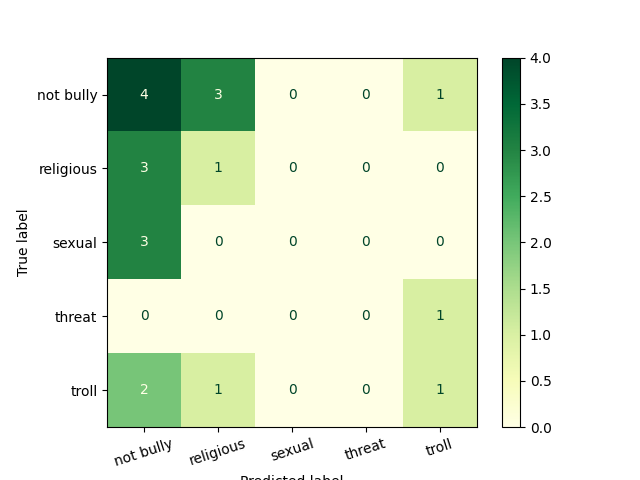 not bully 4 3 0 0 1
religious 3 1 0 0 0
sexual 3 0 0 0 0
threat 0 0 0 0 1
troll 2 1 0 0 1
not bully religious sexual threat troll
True label
Predicted label
4.0
3.5
3.0
2.5
2.0
1.5
1.0
0.5
0.0